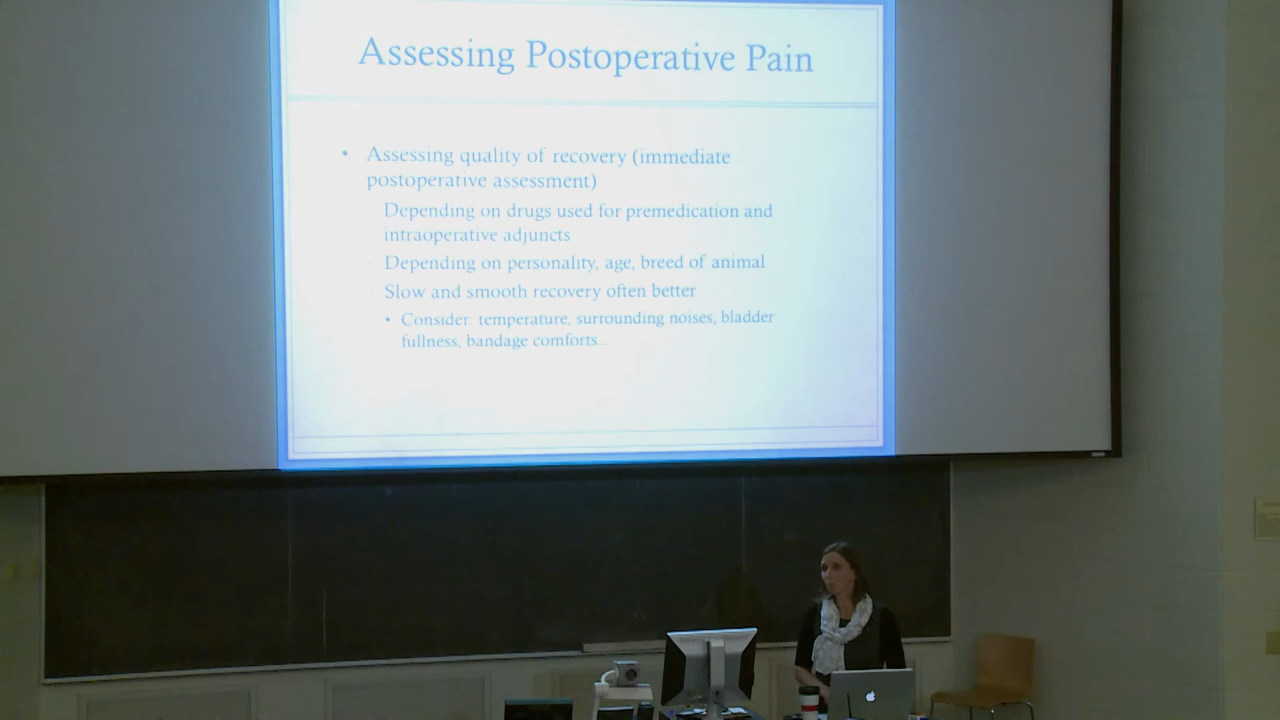 Assessing Postoperative Pain
• Assessing quality of recovery (immediate
postoperative assessment)
Depending on drugs used for premedication and
intraoperative adjuncts
Depending on personality, age, breed of animal
Slow and smooth recovery often better
• Consider: temperature, surrounding noises, bladder
fullness, bandage comforts…